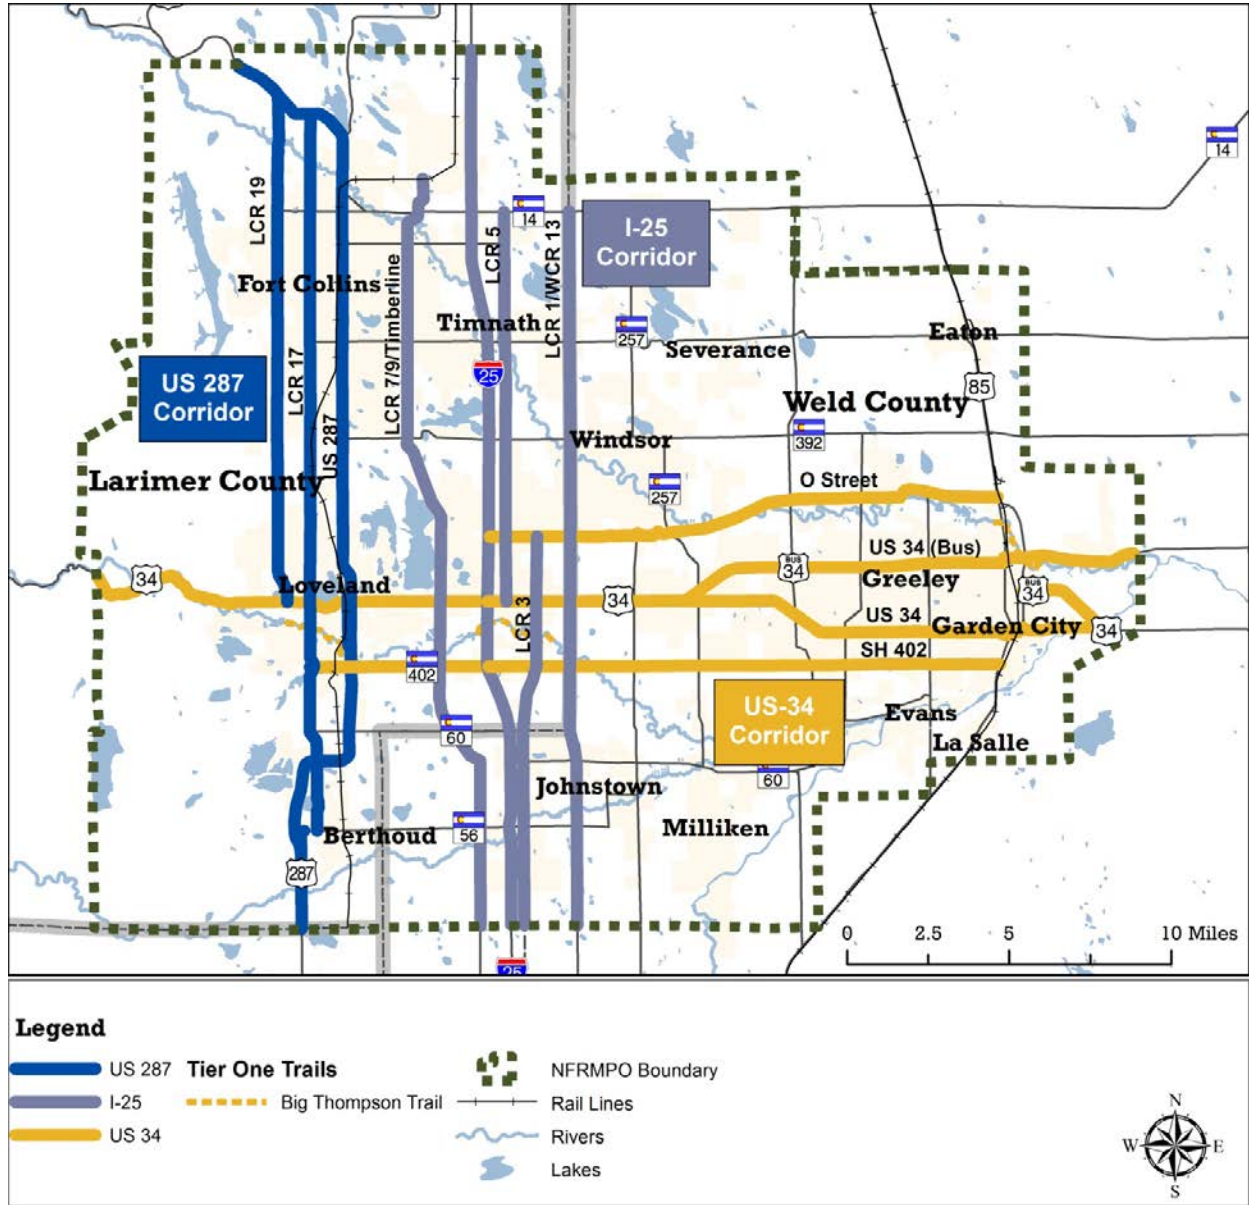 14
14
LCR 19
LCR 5
LCR 1/WCR 13
I-25
Corridor
Fort Collins
LCR 7/9/Timberline
Timnath
257
Eaton
Severance
25
US 287
Corridor
LCR 17
85
Weld County
392
Windsor
US 287
Larimer County
257
O Street
US 34 (Bus)
34
Loveland
BUS
34
Greeley
BUS
34
34
LCR 3
US 34
Garden City
34
SH 402
402
US-34
Corridor
Evans
60
La Salle
60
Johnstown
56
Berthoud
Milliken
287
0
2.5
5
10 Miles
25
Legend
US 287
Tier One Trails
NFRMPO Boundary
I-25
Big Thompson Trail
Rail Lines
US 34
Rivers
Lakes
N
W
E
S